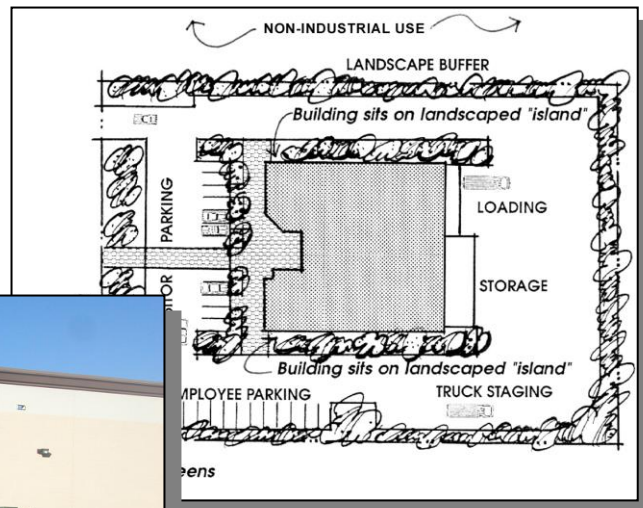 NON-INDUSTRIAL USE
LANDSCAPE BUFFER
Building sits on landscaped "island"
PARKING
LOADING
STORAGE
Building sits on landscaped "island"
PARKING
TRUCK STAGING